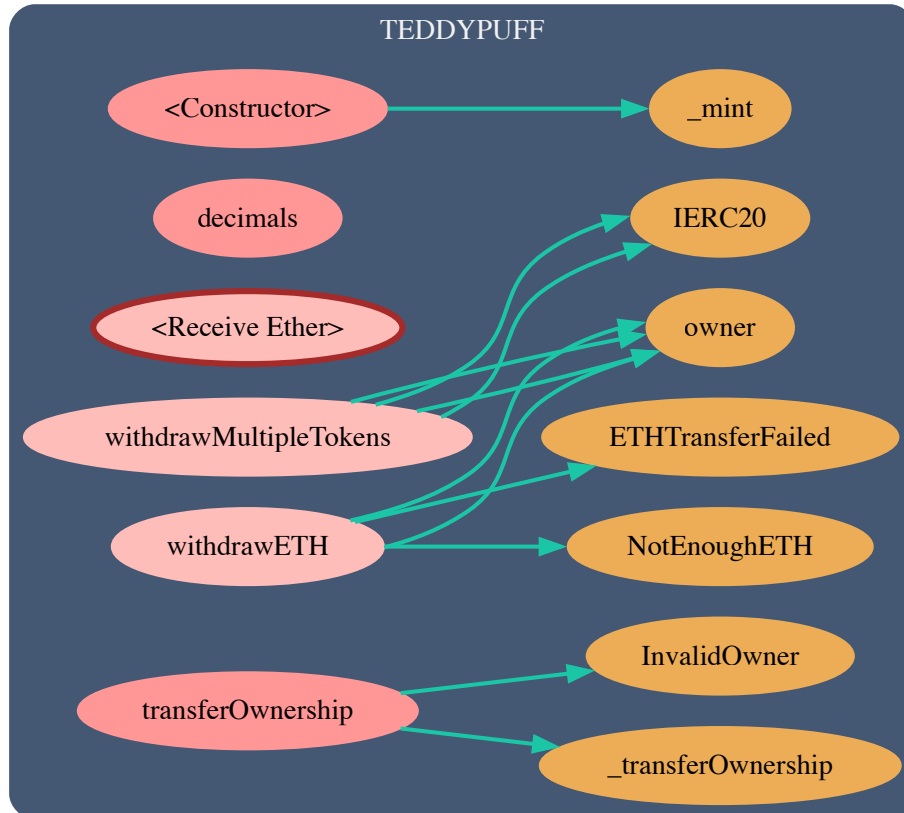 TEDDYPUFF
<Constructor>
_mint
decimals
IERC20
<Receive Ether>
owner
withdrawMultipleTokens
ETHTransferFailed
withdrawETH
NotEnoughETH
InvalidOwner
transferOwnership
_transferOwnership